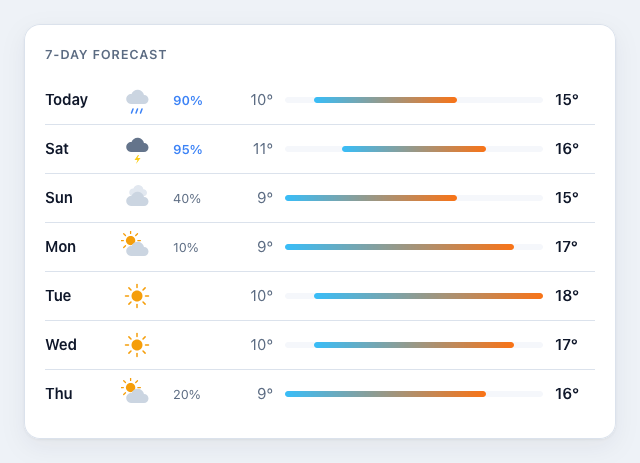 7-DAY FORECAST
Today 90% 10° 15°
Sat 95% 11° 16°
Sun 40% 9° 15°
Mon 10% 9° 17°
Tue 10° 18°
Wed 10° 17°
Thu 20% 9° 16°